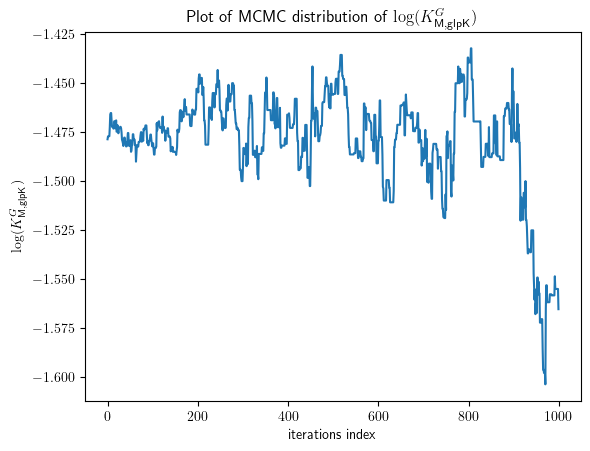 Plot of MCMC distribution of log(K^G_M,glpK)
−1.425
−1.450
−1.475
−1.500
−1.525
−1.550
−1.575
−1.600
log(K^G_M,glpK)
0 200 400 600 800 1000
iterations index